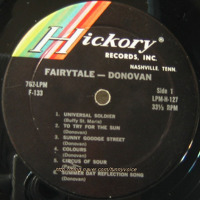 Hickory
RECORDS, INC.
NASHVILLE, TENN.
FAIRYTALE — DONOVAN
762-LPM
F-133
Side 1
LPM-H-127
33⅓ RPM
1. UNIVERSAL SOLDIER
(Buffy St. Marie)
2. TO TRY FOR THE SUN
(Donovan)
3. SUNNY GOODGE STREET
(Donovan)
4. COLOURS
(Donovan)
5. CIRCUS OF SOUR
6. SUMMER DAY REFLECTION SONG
(Donovan)